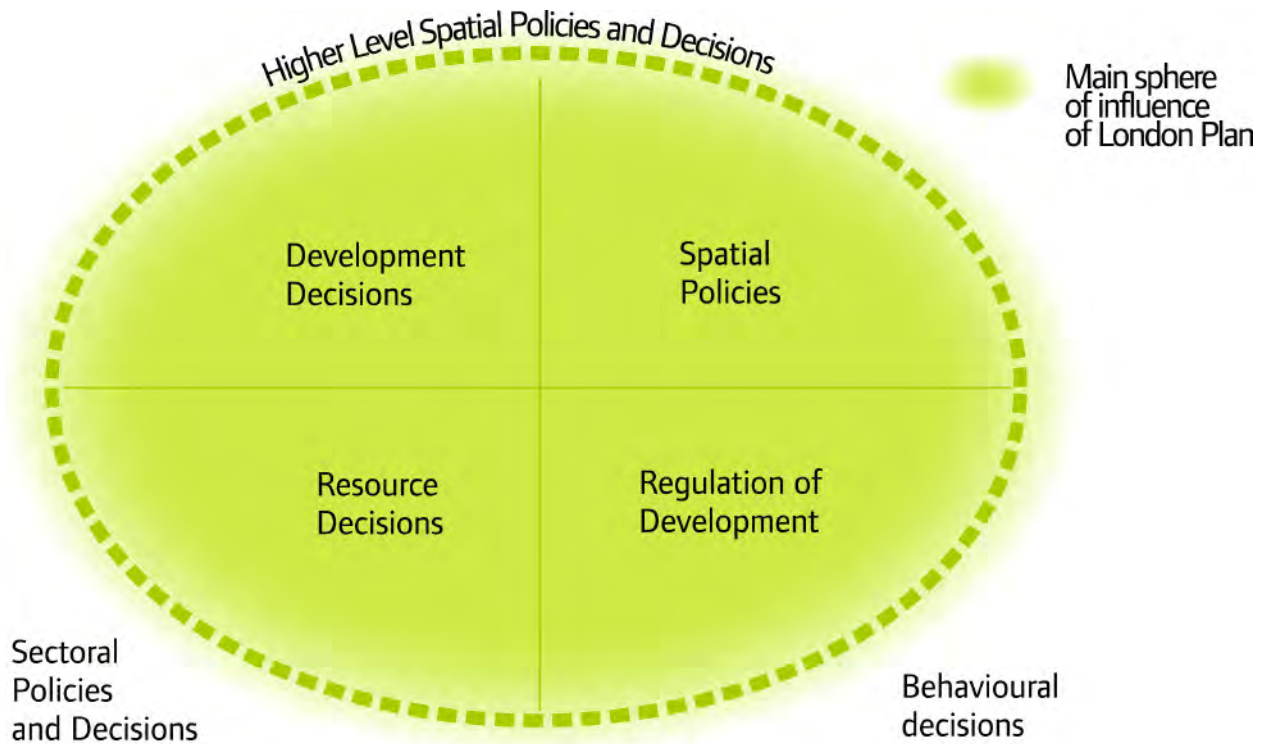 Higher Level Spatial Policies and Decisions
Main sphere
of influence
of London Plan
Development
Decisions
Spatial
Policies
Resource
Decisions
Regulation of
Development
Sectoral
Policies
and Decisions
Behavioural
decisions